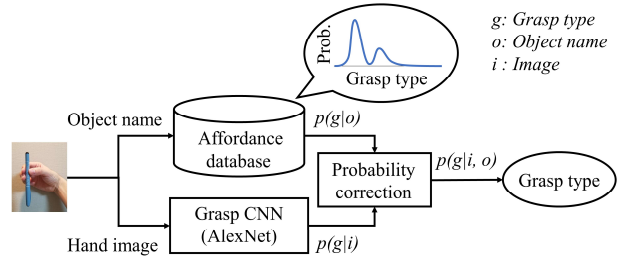 Prob.
Grasp type
g: Grasp type
o: Object name
i : Image
Object name
Affordance
database
p(g|o)
Probability
correction
p(g|i, o)
Grasp type
Hand image
Grasp CNN
(AlexNet)
p(g|i)